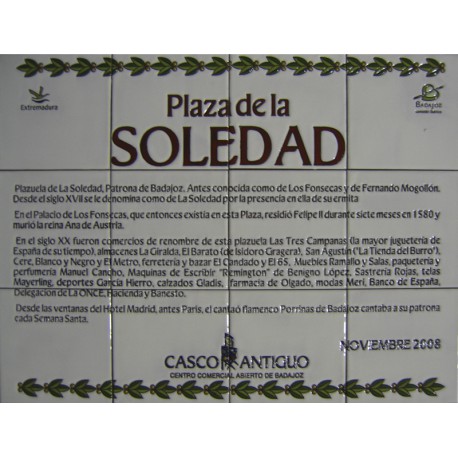 Extremadura
Badajoz
Plaza de la
SOLEDAD
Plazuela de La Soledad, Patrona de Badajoz. Antes conocida como de Los Fonsecas y de Fernando Mogollón.
Desde el siglo XVII se le denomina como de La Soledad por la presencia en ella de su ermita
En el Palacio de Los Fonsecas, que entonces existía en esta Plaza, residió Felipe II durante siete meses en 1580 y
murió la reina Ana de Austria.
En el siglo XX fueron comercios de renombre de esta plazuela Las Tres Campanas (la mayor juguetería de
España de su tiempo), almacenes La Giralda, El Barato (de Isidoro Gragera), San Agustín ("La Tienda del Burro"),
Cere, Blanco y Negro y El Metro, ferretería y bazar El Candado y El 65, Muebles Ramallo y Salas, paquetería y
perfumería Manuel Cancho, Maquinas de Escribir "Remington" de Benigno López, Sastrería Rojas, telas
Mayerling, deportes García Hierro, calzados Gladis, farmacia de Olgado, modas Meri, Banco de España,
Delegación de La ONCE, Hacienda y Banesto.
Desde las ventanas del Hotel Madrid, antes París, el cantaó flamenco Porrinas de Badajoz cantaba a su patrona
cada Semana Santa.
CASCO ANTIGUO
CENTRO COMERCIAL ABIERTO DE BADAJOZ
NOVIEMBRE 2008